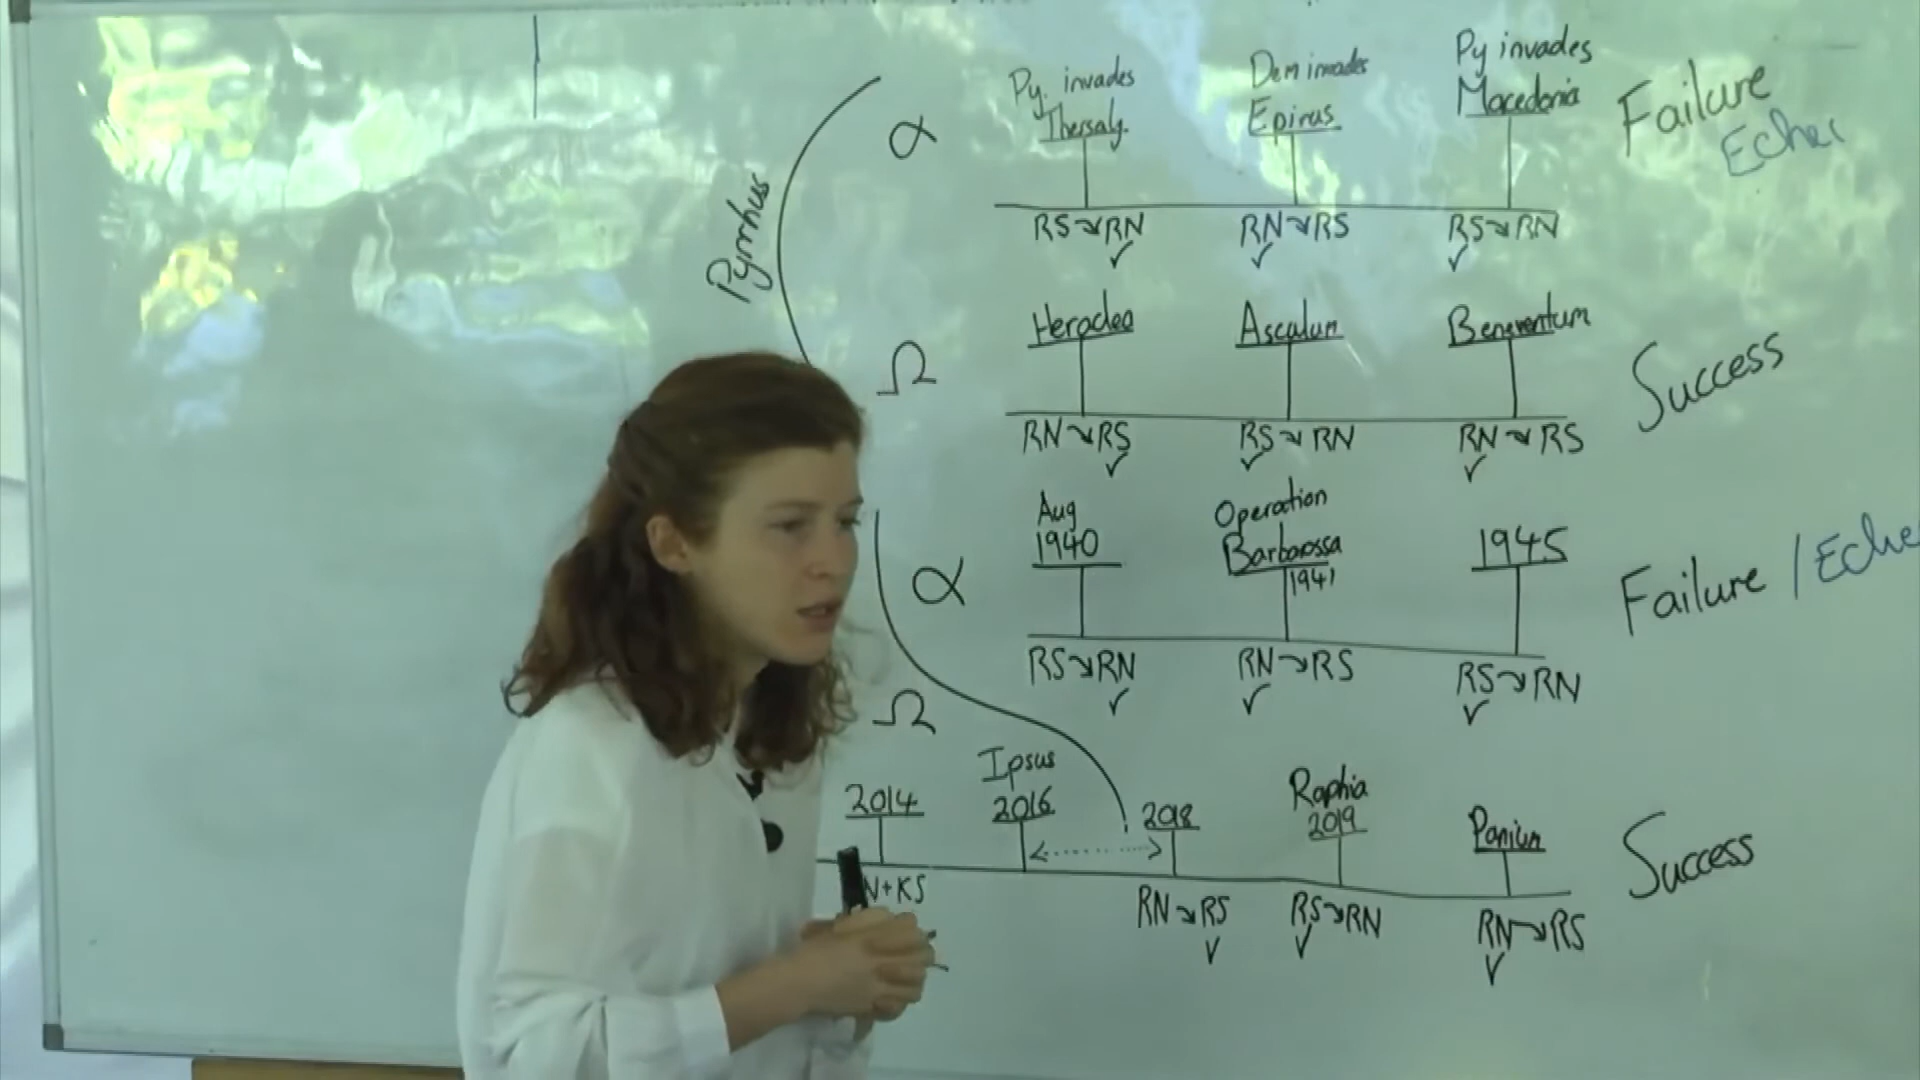 Pyrrhus
α
Py. invades
Thersaly.
Dem invades
Epirus
Py invades
Macedonia
RS→RN ✓
RN→RS ✓
RS→RN ✓
Failure
Echec
Ω
Heraclea
Asculum
Beneventum
RN→RS ✓
RS→RN ✓
RN→RS ✓
Success
α
Aug
1940
Operation
Barbarossa
1941
1945
RS→RN ✓
RN→RS ✓
RS→RN ✓
Failure / Eche
Ω
2014
Ipsus
2016
2018
Raphia
2019
Panium
N+KS
RN→RS ✓
RS→RN ✓
RN→RS ✓
Success